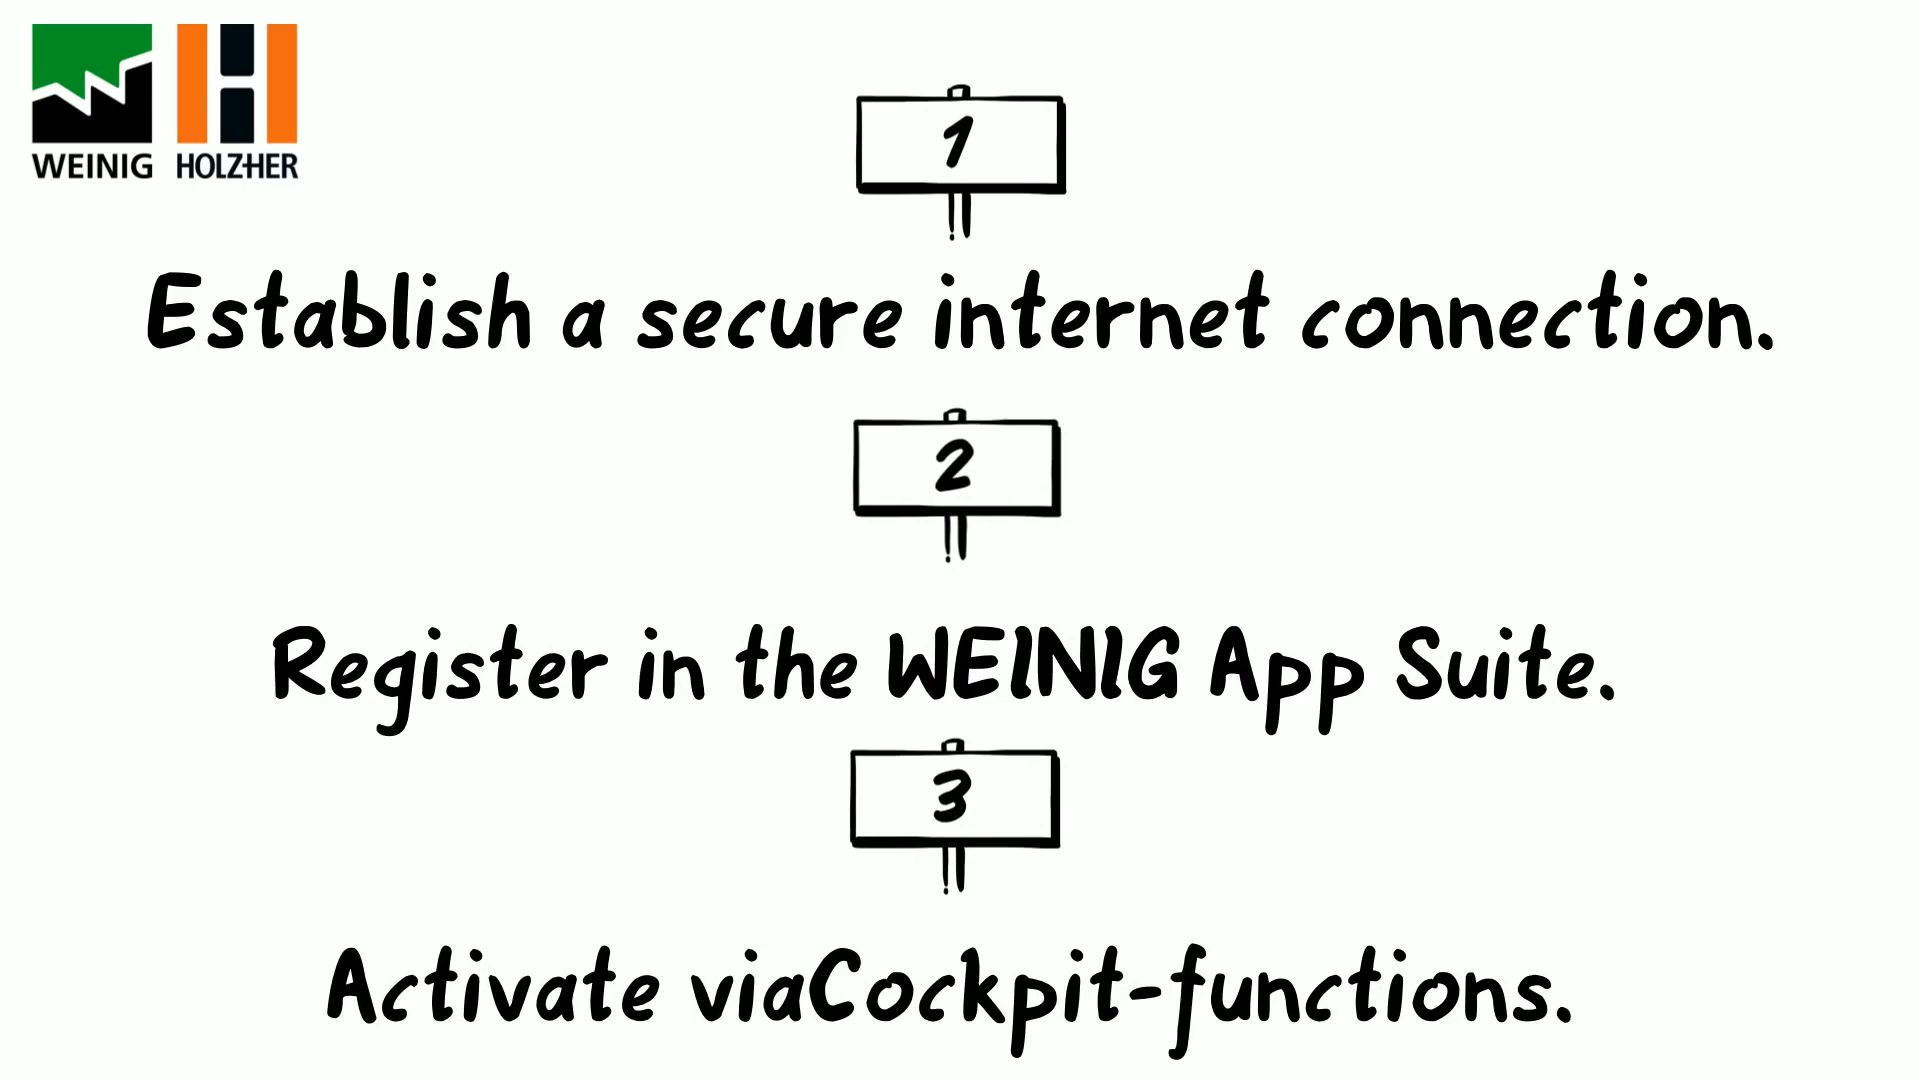 WEINIG HOLZHER
1
Establish a secure internet connection.
2
Register in the WEINIG App Suite.
3
Activate viaCockpit-functions.